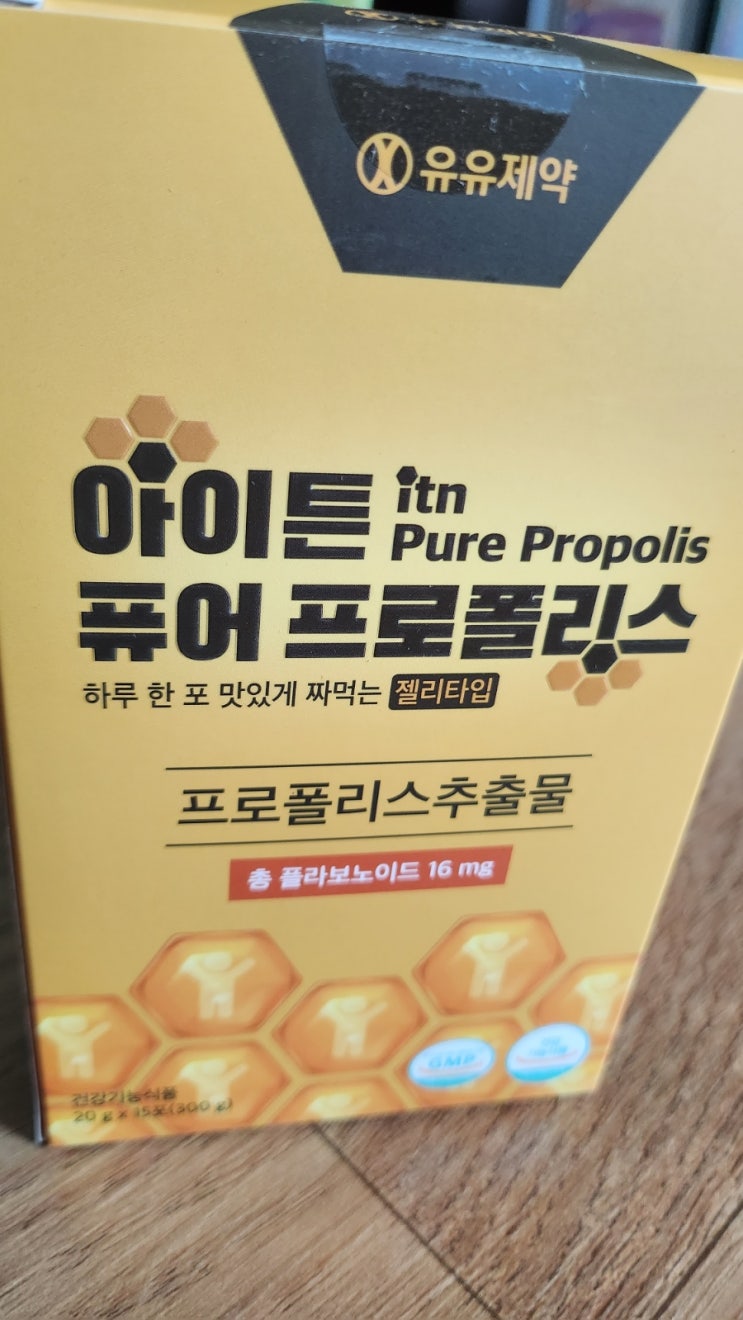 유유제약
아이튼 itn
Pure Propolis
퓨어 프로폴리스
하루 한 포 맛있게 짜먹는 젤리타입
프로폴리스추출물
총 플라보노이드 16 mg
GMP
건강기능식품
20 g x 15포(300 g)